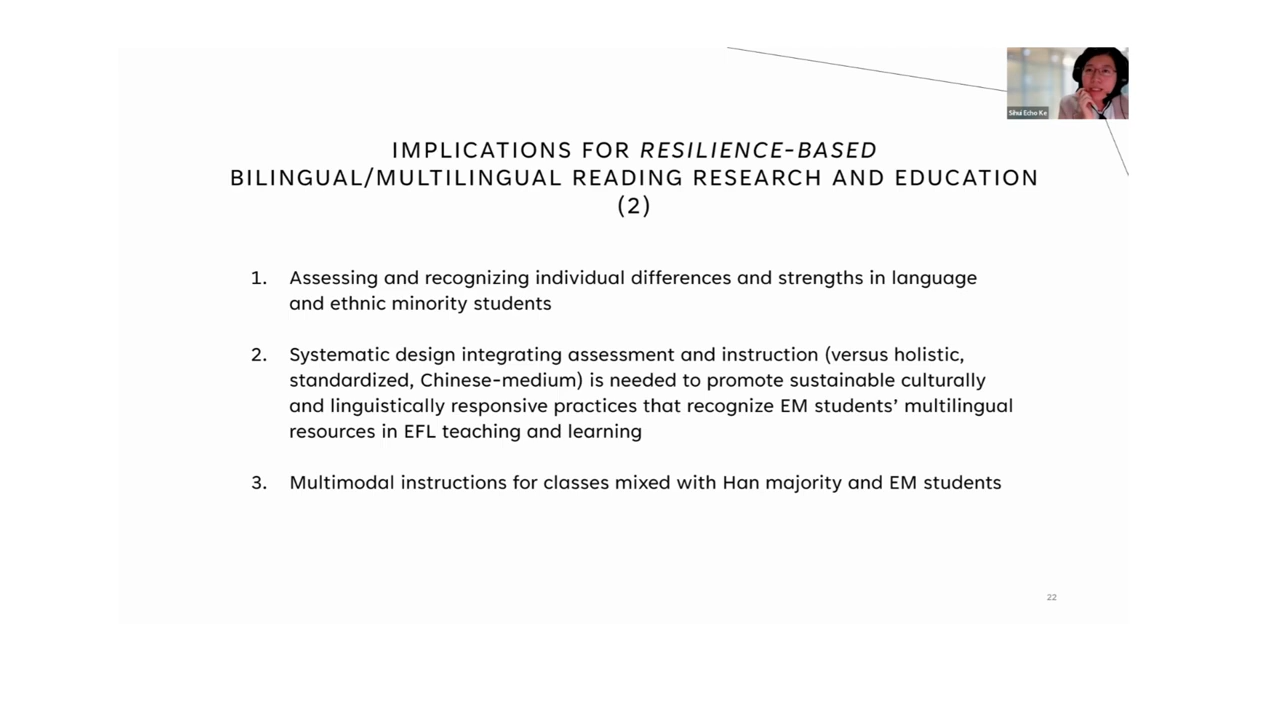 Sihui Echo Ke
IMPLICATIONS FOR RESILIENCE-BASED
BILINGUAL/MULTILINGUAL READING RESEARCH AND EDUCATION
(2)
1. Assessing and recognizing individual differences and strengths in language
and ethnic minority students
2. Systematic design integrating assessment and instruction (versus holistic,
standardized, Chinese-medium) is needed to promote sustainable culturally
and linguistically responsive practices that recognize EM students’ multilingual
resources in EFL teaching and learning
3. Multimodal instructions for classes mixed with Han majority and EM students
22